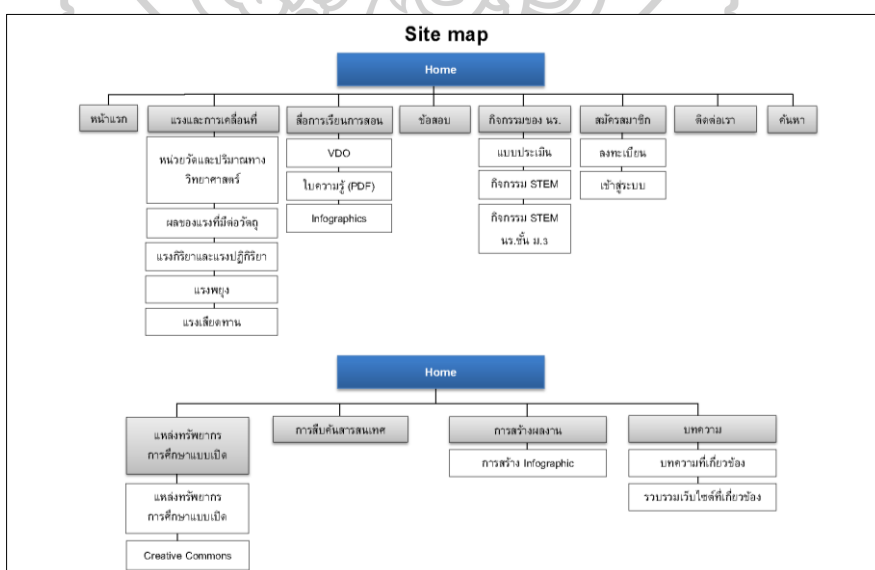 Site map
Home
หน้าแรก
แรงและการเคลื่อนที่
สื่อการเรียนการสอน
ข้อสอบ
กิจกรรมของ นร.
สมัครสมาชิก
ติดต่อเรา
ค้นหา
หน่วยวัดและปริมาณทาง
วิทยาศาสตร์
ผลของแรงที่มีต่อวัตถุ
แรงกิริยาและแรงปฏิกิริยา
แรงพยุง
แรงเสียดทาน
VDO
ใบความรู้ (PDF)
Infographics
แบบประเมิน
กิจกรรม STEM
กิจกรรม STEM
นร.ชั้น ม.3
ลงทะเบียน
เข้าสู่ระบบ
Home
แหล่งทรัพยากร
การศึกษาแบบเปิด
การสืบค้นสารสนเทศ
การสร้างผลงาน
บทความ
แหล่งทรัพยากร
การศึกษาแบบเปิด
Creative Commons
การสร้าง Infographic
บทความที่เกี่ยวข้อง
รวบรวมเว็บไซต์ที่เกี่ยวข้อง